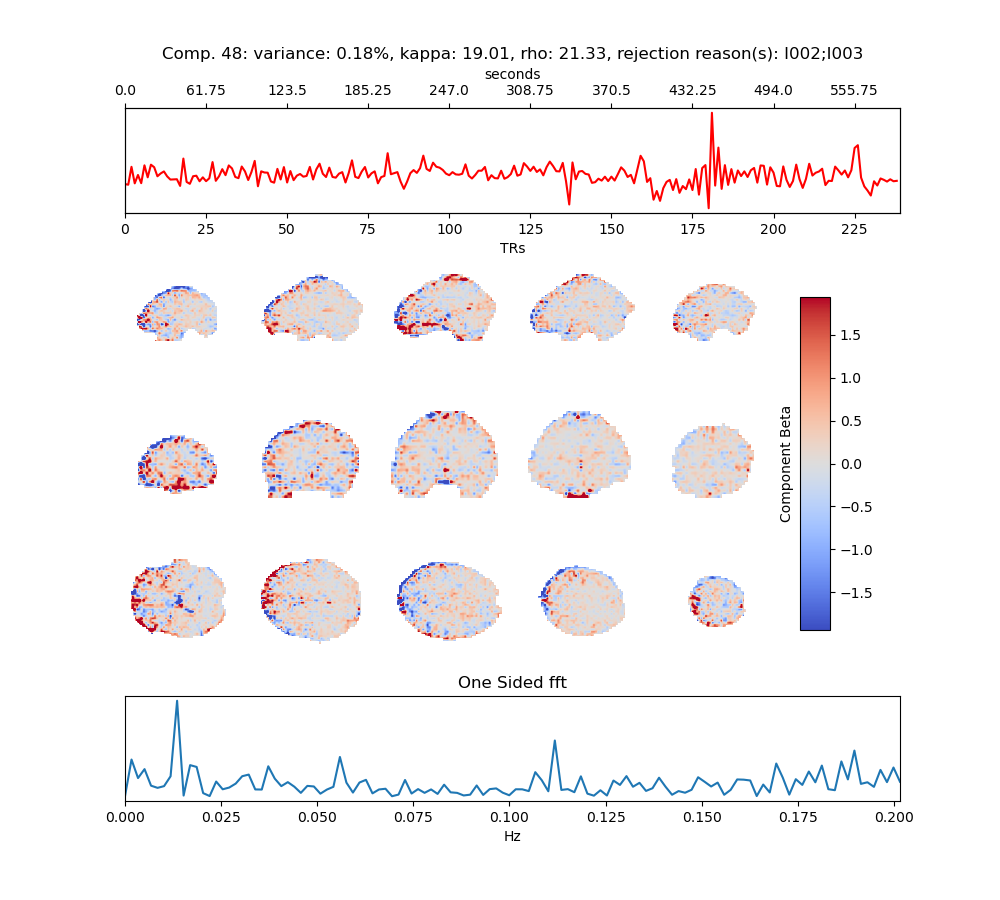 Comp. 48: variance: 0.18%, kappa: 19.01, rho: 21.33, rejection reason(s): I002;I003
seconds
0.0 61.75 123.5 185.25 247.0 308.75 370.5 432.25 494.0 555.75
0 25 50 75 100 125 150 175 200 225
TRs
Component Beta
1.5
1.0
0.5
0.0
−0.5
−1.0
−1.5
One Sided fft
0.000 0.025 0.050 0.075 0.100 0.125 0.150 0.175 0.200
Hz